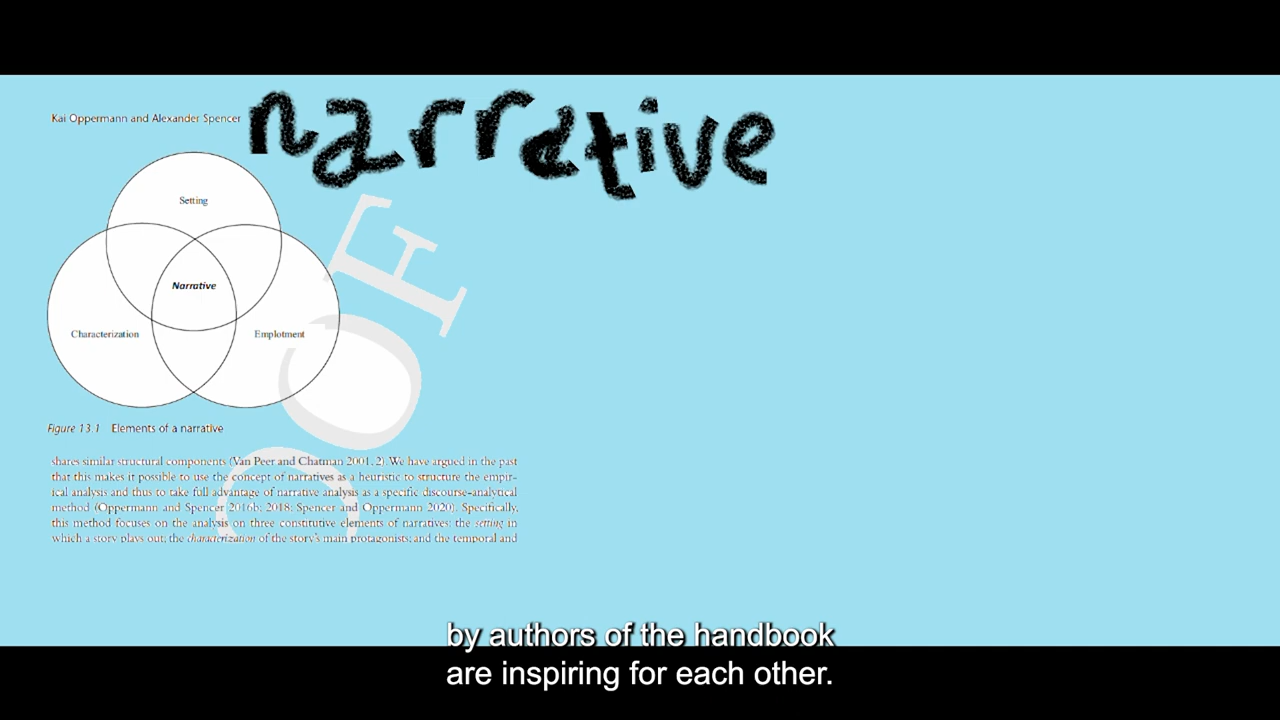 Kai Oppermann and Alexander Spencer
narrative
Setting
Narrative
Characterization
Emplotment
Figure 13.1 Elements of a narrative
shares similar structural components (Van Peer and Chatman 2001, 2). We have argued in the past
that this makes it possible to use the concept of narratives as a heuristic to structure the empir-
ical analysis and thus to take full advantage of narrative analysis as a specific discourse-analytical
method (Oppermann and Spencer 2016b; 2018; Spencer and Oppermann 2020). Specifically,
this method focuses on the analysis on three constitutive elements of narratives: the setting in
which a story plays out; the characterization of the story's main protagonists; and the temporal and
OOF
by authors of the handbook
are inspiring for each other.